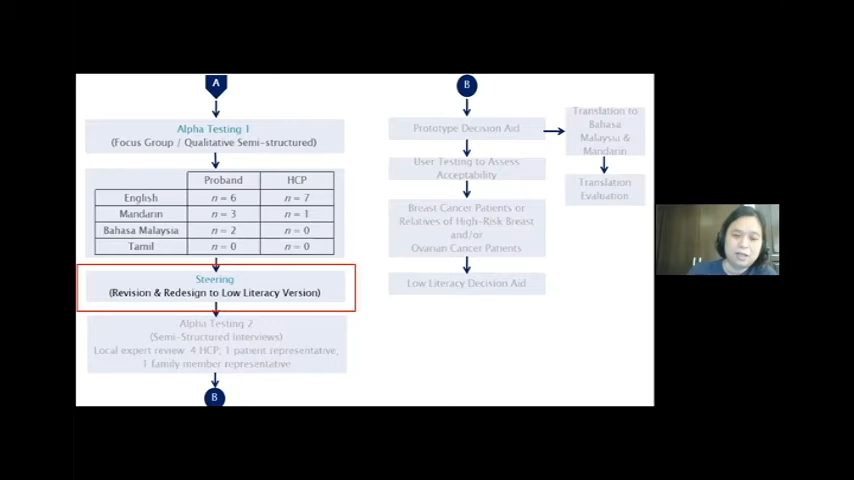 A
Alpha Testing 1
(Focus Group / Qualitative Semi-structured)
Proband HCP
English n = 6 n = 7
Mandarin n = 3 n = 1
Bahasa Malaysia n = 2 n = 0
Tamil n = 0 n = 0
Steering
(Revision & Redesign to Low Literacy Version)
Alpha Testing 2
(Semi-Structured Interviews)
Local expert review: 4 HCP; 1 patient representative,
1 family member representative
B
B
Prototype Decision Aid
User Testing to Assess
Acceptability
Breast Cancer Patients or
Relatives of High-Risk Breast
and/or
Ovarian Cancer Patients
Low Literacy Decision Aid
Translation to
Bahasa
Malaysia &
Mandarin
Translation
Evaluation